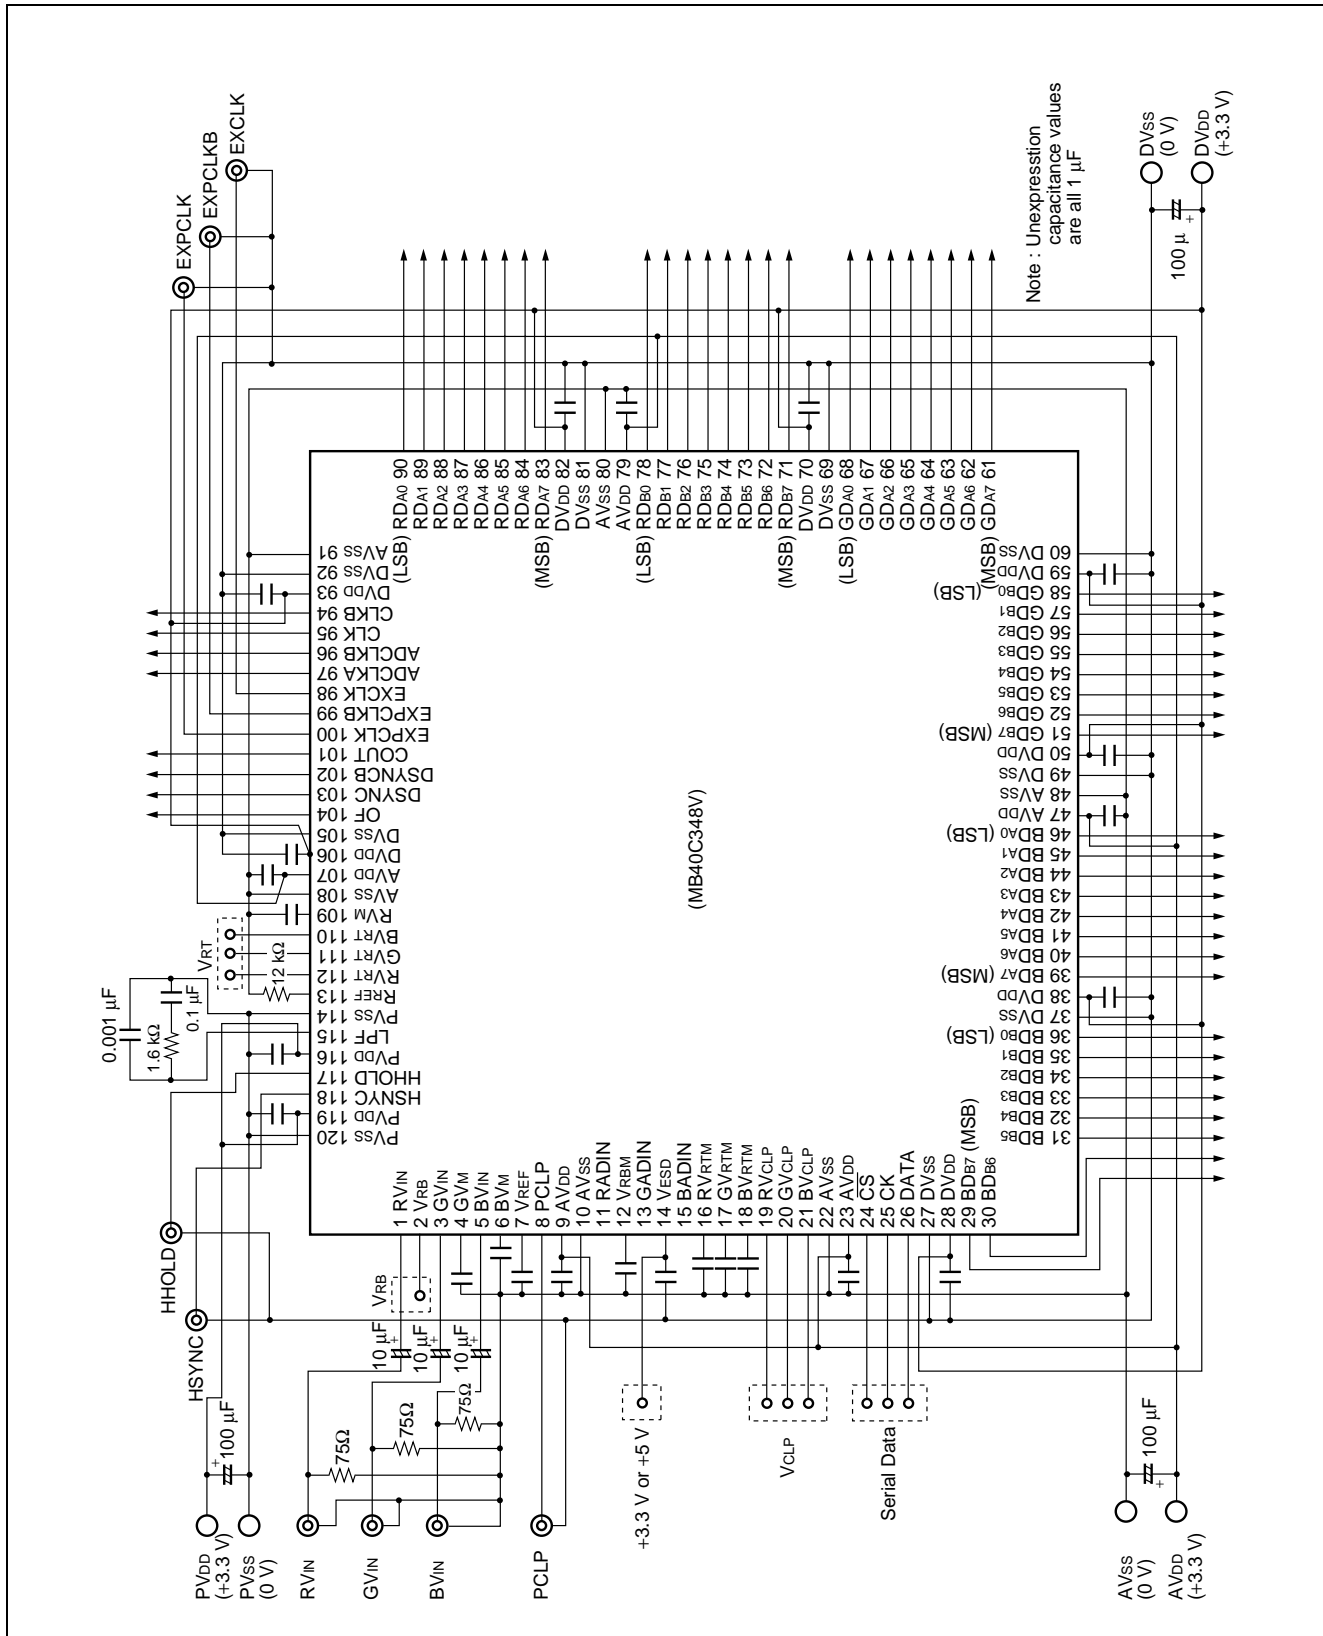 EXPCLK
EXPCLKB
EXCLK
Note : Unexpresstion
capacitance values
are all 1 µF
DVSS
(0 V)
DVDD
(+3.3 V)
100 µ
+
(LSB) RDA0 90
RDA1 89
RDA2 88
RDA3 87
RDA4 86
RDA5 85
RDA6 84
(MSB) RDA7 83
DVDD 82
DVSS 81
AVSS 80
AVDD 79
(LSB) RDB0 78
RDB1 77
RDB2 76
RDB3 75
RDB4 74
RDB5 73
RDB6 72
(MSB) RDB7 71
DVDD 70
DVSS 69
(LSB) GDA0 68
GDA1 67
GDA2 66
GDA3 65
GDA4 64
GDA5 63
GDA6 62
(MSB) GDA7 61
91 AVSS
92 DVSS
93 DVDD
94 CLKB
95 CLK
96 ADCLKB
97 ADCLKA
98 EXCLK
99 EXPCLKB
100 EXPCLK
101 COUT
102 DSYNCB
103 DSYNC
104 OF
105 DVSS
106 DVDD
107 AVDD
108 AVSS
109 RVM
110 BVRT
111 GVRT
112 RVRT
113 RREF
114 PVSS
115 LPF
116 PVDD
117 HHOLD
118 HSNYC
119 PVDD
120 PVSS
(MB40C348V)
60 DVSS
59 DVDD
58 GDB0 (LSB)
57 GDB1
56 GDB2
55 GDB3
54 GDB4
53 GDB5
52 GDB6
51 GDB7 (MSB)
50 DVDD
49 DVSS
48 AVSS
47 AVDD
46 BDA0 (LSB)
45 BDA1
44 BDA2
43 BDA3
42 BDA4
41 BDA5
40 BDA6
39 BDA7 (MSB)
38 DVDD
37 DVSS
36 BDB0 (LSB)
35 BDB1
34 BDB2
33 BDB3
32 BDB4
31 BDB5
VRT
12 kΩ
0.001 µF
0.1 µF
1.6 kΩ
1 RVIN
2 VRB
3 GVIN
4 GVM
5 BVIN
6 BVM
7 VREF
8 PCLP
9 AVDD
10 AVSS
11 RADIN
12 VRBM
13 GADIN
14 VESD
15 BADIN
16 RVRTM
17 GVRTM
18 BVRTM
19 RVCLP
20 GVCLP
21 BVCLP
22 AVSS
23 AVDD
24 CS
25 CK
26 DATA
27 DVSS
28 DVDD
29 BDB7 (MSB)
30 BDB6
HHOLD
HSYNC
VRB
10 µF
+
10 µF
+
10 µF
+
75Ω
75Ω
75Ω
+
100 µF
PVDD
(+3.3 V)
PVSS
(0 V)
RVIN
GVIN
BVIN
PCLP
+3.3 V or +5 V
VCLP
Serial Data
100 µF
+
AVSS
(0 V)
AVDD
(+3.3 V)